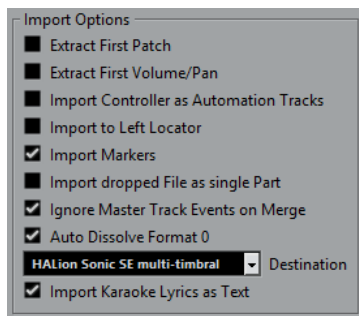 Import Options
Extract First Patch
Extract First Volume/Pan
Import Controller as Automation Tracks
Import to Left Locator
Import Markers
Import dropped File as single Part
Ignore Master Track Events on Merge
Auto Dissolve Format 0
HALion Sonic SE multi-timbral Destination
Import Karaoke Lyrics as Text